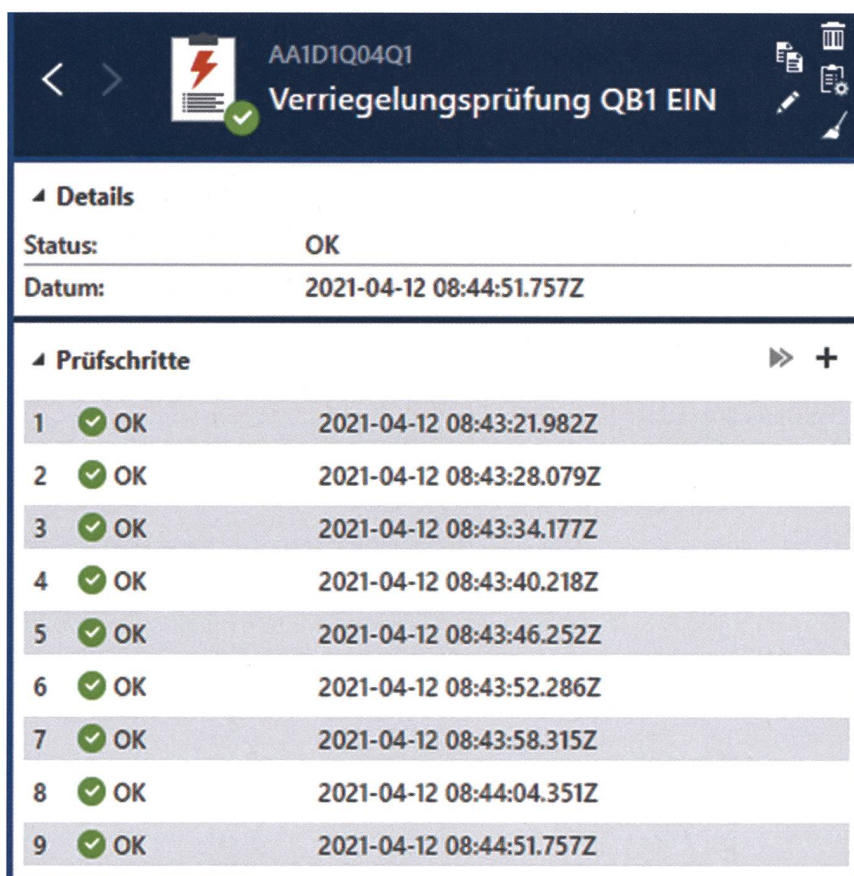 AA1D1Q04Q1
Verriegelungsprüfung QB1 EIN
Details
Status: OK
Datum: 2021-04-12 08:44:51.757Z
Prüfschritte
1 OK 2021-04-12 08:43:21.982Z
2 OK 2021-04-12 08:43:28.079Z
3 OK 2021-04-12 08:43:34.177Z
4 OK 2021-04-12 08:43:40.218Z
5 OK 2021-04-12 08:43:46.252Z
6 OK 2021-04-12 08:43:52.286Z
7 OK 2021-04-12 08:43:58.315Z
8 OK 2021-04-12 08:44:04.351Z
9 OK 2021-04-12 08:44:51.757Z